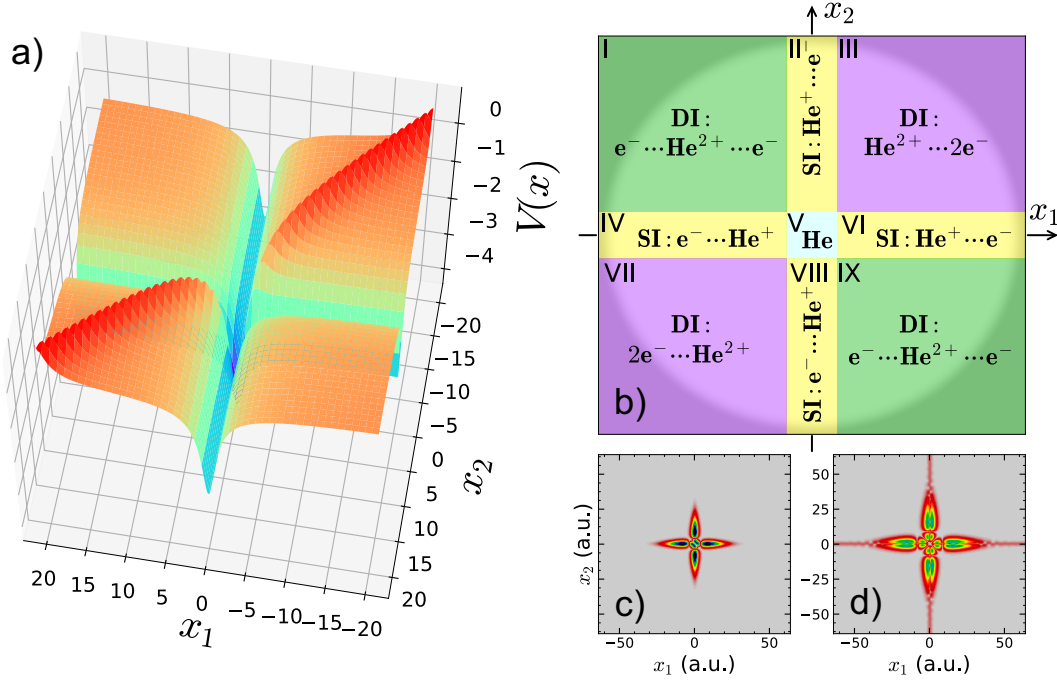 a)
V(x)
0
−1
−2
−3
−4
−20
−15
−10
−5
0
5
10
15
20
x₂
20
15
10
5
0
−5
−10
−15
−20
x₁
x₂
x₁
I
DI :
e⁻ ⋯He²⁺ ⋯e⁻
II
SI : He⁺ ⋯e⁻
III
DI :
He²⁺ ⋯2e⁻
IV
SI : e⁻ ⋯He⁺
V
He
VI
SI : He⁺ ⋯e⁻
VII
DI :
2e⁻ ⋯He²⁺
VIII
SI : e⁻ ⋯He⁺
IX
DI :
e⁻ ⋯He²⁺ ⋯e⁻
b)
x₂ (a.u.)
c)
−50
0
50
x₁ (a.u.)
50
25
0
−25
−50
d)
−50
0
50
x₁ (a.u.)